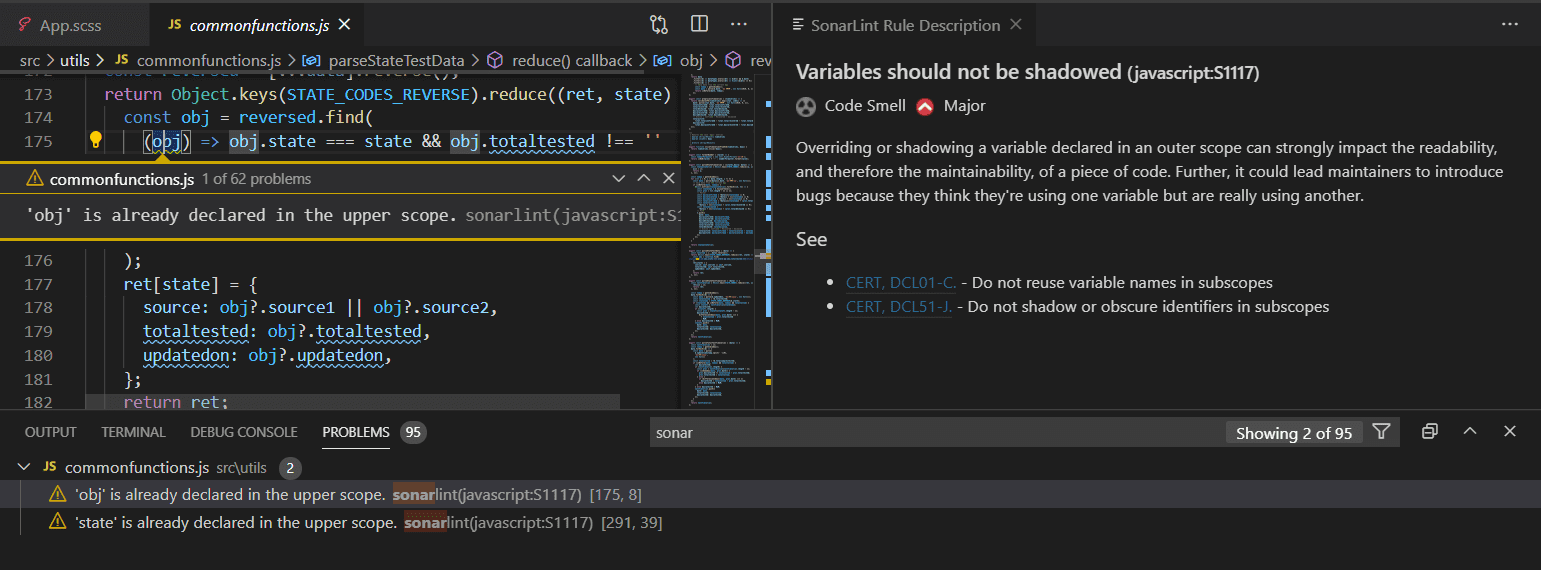 App.scss
JS commonfunctions.js
src > utils > JS commonfunctions.js > parseStateTestData > reduce() callback > obj > rev
173 return Object.keys(STATE_CODES_REVERSE).reduce((ret, state)
174 const obj = reversed.find(
175 (obj) => obj.state === state && obj.totaltested !== ''
commonfunctions.js 1 of 62 problems
'obj' is already declared in the upper scope. sonarlint(javascript:S1
176 );
177 ret[state] = {
178 source: obj?.source1 || obj?.source2,
179 totaltested: obj?.totaltested,
180 updatedon: obj?.updatedon,
181 };
182 return ret;
SonarLint Rule Description
Variables should not be shadowed (javascript:S1117)
Code Smell Major
Overriding or shadowing a variable declared in an outer scope can strongly impact the readability,
and therefore the maintainability, of a piece of code. Further, it could lead maintainers to introduce
bugs because they think they're using one variable but are really using another.
See
• CERT, DCL01-C. - Do not reuse variable names in subscopes
• CERT, DCL51-J. - Do not shadow or obscure identifiers in subscopes
OUTPUT TERMINAL DEBUG CONSOLE PROBLEMS 95 sonar Showing 2 of 95
JS commonfunctions.js src\utils 2
'obj' is already declared in the upper scope. sonarlint(javascript:S1117) [175, 8]
'state' is already declared in the upper scope. sonarlint(javascript:S1117) [291, 39]